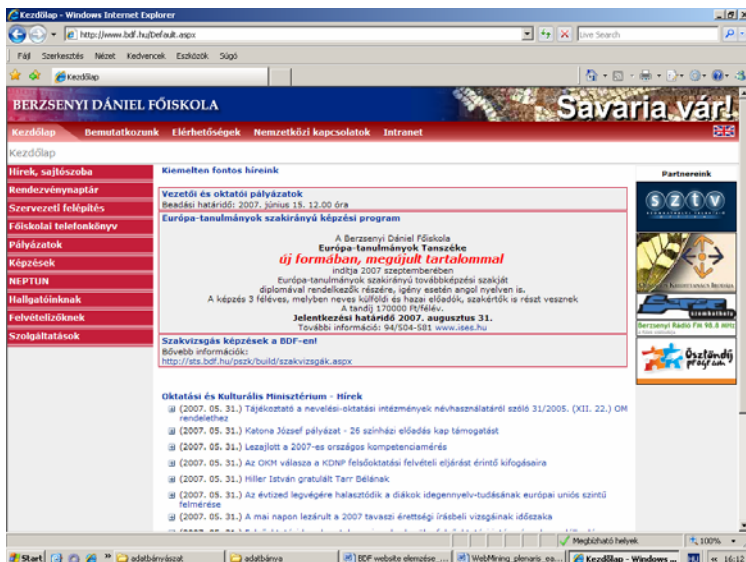 Kezdőlap - Windows Internet Explorer
http://www.bdf.hu/Default.aspx
Live Search
Fájl Szerkesztés Nézet Kedvencek Eszközök Súgó
Kezdőlap
BERZSENYI DÁNIEL FŐISKOLA
Savaria vár!
Kezdőlap Bemutatkozunk Elérhetőségek Nemzetközi kapcsolatok Intranet
Kezdőlap
Hírek, sajtószoba
Rendezvénynaptár
Szervezeti felépítés
Főiskolai telefonkönyv
Pályázatok
Képzések
NEPTUN
Hallgatóinknak
Felvételizőknek
Szolgáltatások
Kiemelten fontos híreink
Vezetői és oktatói pályázatok
Beadási határidő: 2007. június 15. 12.00 óra
Európa-tanulmányok szakirányú képzési program
A Berzsenyi Dániel Főiskola
Európa-tanulmányok Tanszéke
új formában, megújult tartalommal
indítja 2007 szeptemberében
Európa-tanulmányok szakirányú továbbképzési szakját
diplomával rendelkezők részére, igény esetén angol nyelven is.
A képzés 3 féléves, melyben neves külföldi és hazai előadók, szakértők is részt vesznek
A tandíj 170000 Ft/félév.
Jelentkezési határidő 2007. augusztus 31.
További információ: 94/504-581 www.ises.hu
Szakvizsgás képzések a BDF-en!
Bővebb információk:
http://sts.bdf.hu/pszk/build/szakvizsgák.aspx
Oktatási és Kulturális Minisztérium - Hírek
(2007. 05. 31.) Tájékoztató a nevelési-oktatási intézmények névhasználatáról szóló 31/2005. (XII. 22.) OM
rendelethez
(2007. 05. 31.) Katona József pályázat - 26 színházi előadás kap támogatást
(2007. 05. 31.) Lezajlott a 2007-es országos kompetenciamérés
(2007. 05. 31.) Az OKM válasza a KDNP felsőoktatási felvételi eljárást érintő kifogásaira
(2007. 05. 31.) Hiller István gratulált Tarr Bélának
(2007. 05. 31.) Az évtized legvégére halasztódik a diákok idegennyelv-tudásának európai uniós szintű
felmérése
(2007. 05. 31.) A mai napon lezárult a 2007 tavaszi érettségi írásbeli vizsgáinak időszaka
Partnereink
sztv
Szombathely
Berzsenyi Rádió FM 98.8 MHz
Ösztöndíj
program
Megbízható helyek
100%
Start
adatbányászat
adatbánya
BDF website elemzése ...
WebMining_plenaris_ea...
Kezdőlap - Windows ...
16:12